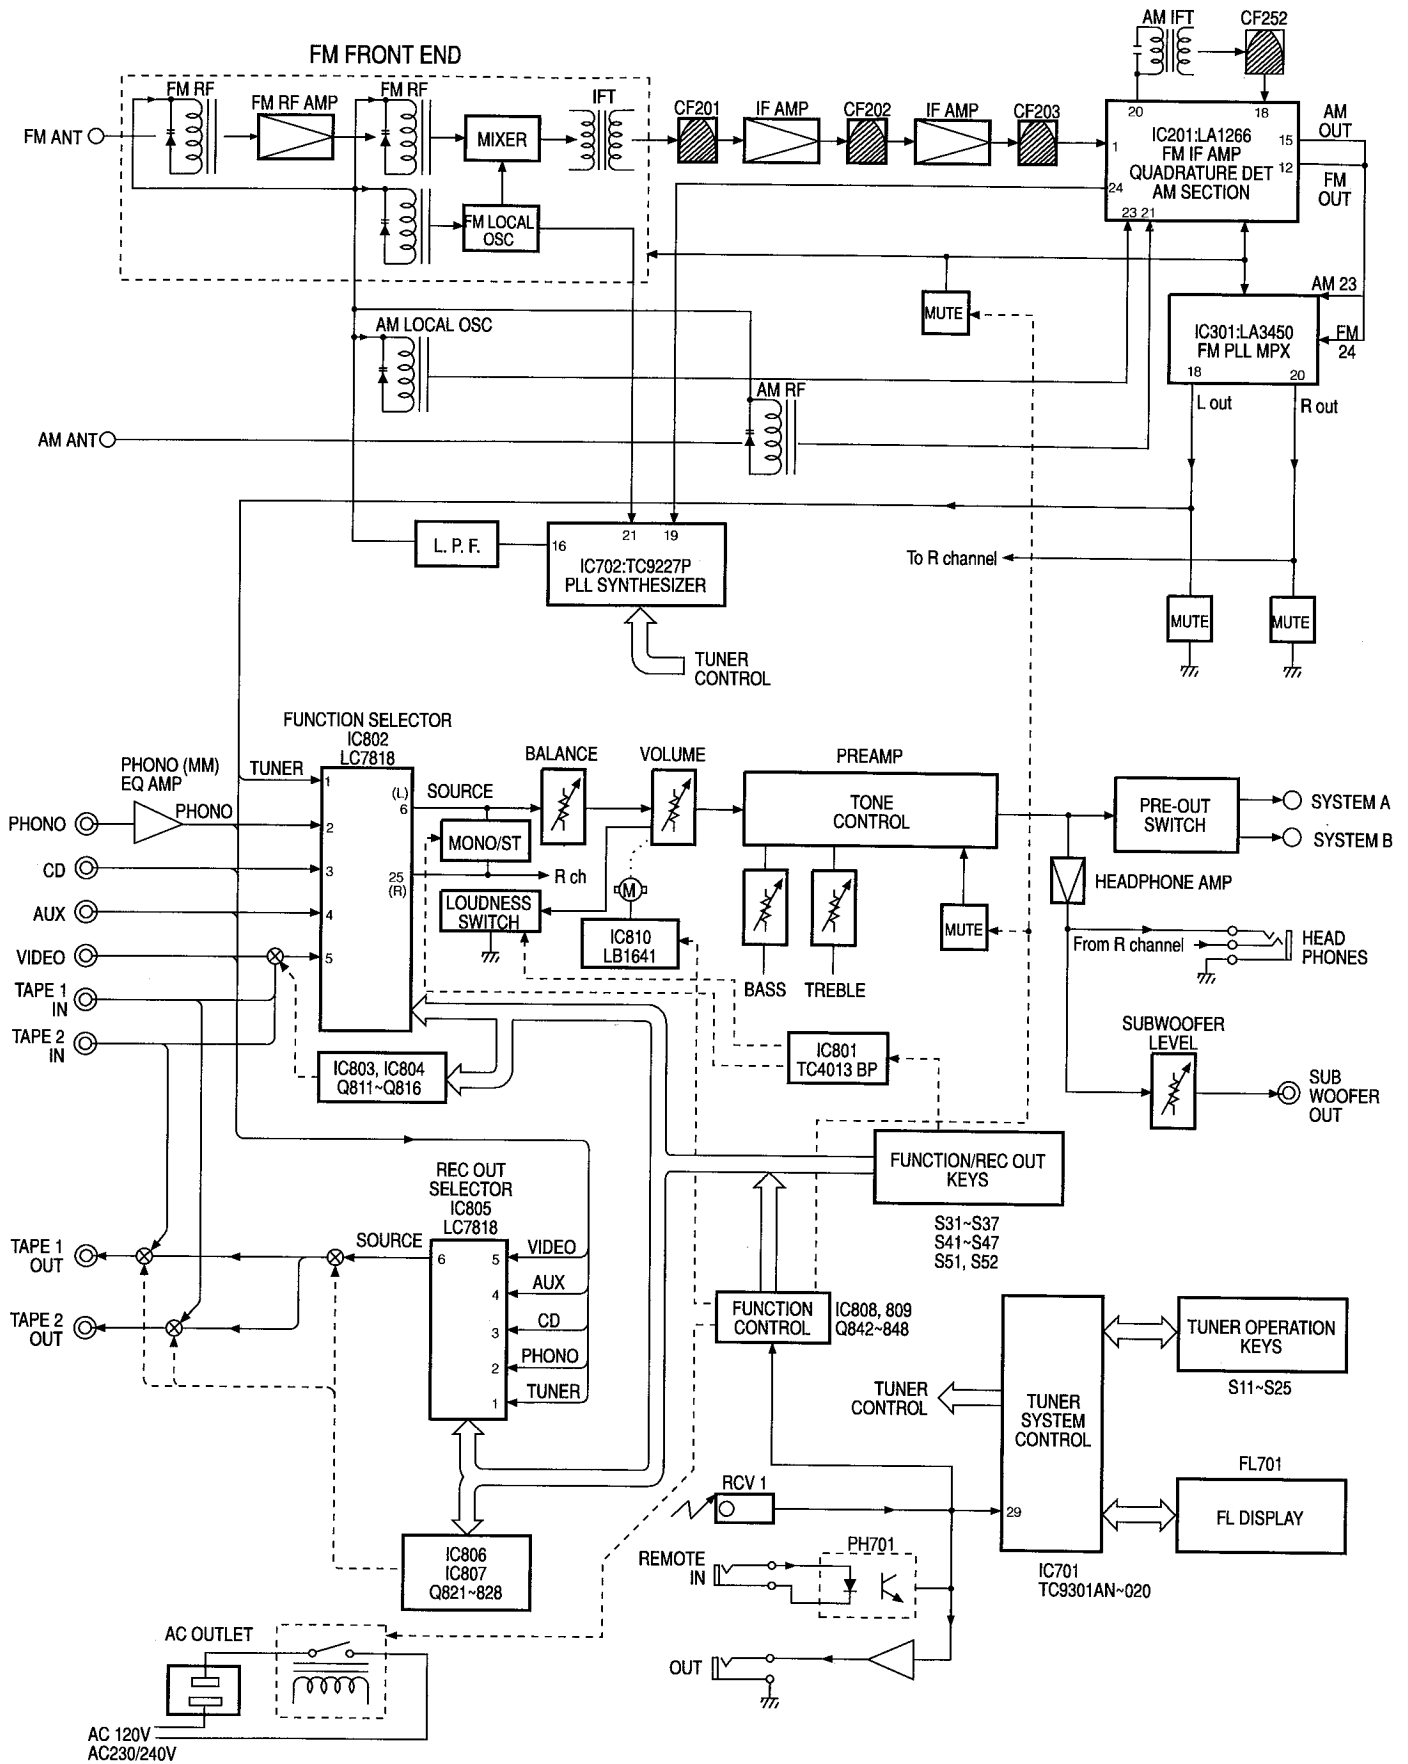 FM FRONT END
AM IFT
CF252
FM RF
FM RF AMP
FM RF
IFT
CF201
IF AMP
CF202
IF AMP
CF203
FM ANT
MIXER
20
18
IC201:LA1266
FM IF AMP
QUADRATURE DET
AM SECTION
1
15
12
24
23 21
AM
OUT
FM
OUT
FM LOCAL
OSC
MUTE
AM 23
IC301:LA3450
FM PLL MPX
FM
24
18
20
L out
R out
AM LOCAL OSC
AM RF
AM ANT
L. P. F.
16
21
19
IC702:TC9227P
PLL SYNTHESIZER
To R channel
MUTE
MUTE
TUNER
CONTROL
FUNCTION SELECTOR
IC802
LC7818
PHONO (MM)
EQ AMP
TUNER
PHONO
PHONO
CD
AUX
VIDEO
TAPE 1
IN
TAPE 2
IN
1
2
3
4
5
(L)
6
25
(R)
SOURCE
MONO/ST
R ch
LOUDNESS
SWITCH
BALANCE
VOLUME
M
IC810
LB1641
PREAMP
TONE
CONTROL
BASS
TREBLE
MUTE
PRE-OUT
SWITCH
SYSTEM A
SYSTEM B
HEADPHONE AMP
From R channel
HEAD
PHONES
SUBWOOFER
LEVEL
SUB
WOOFER
OUT
IC803, IC804
Q811~Q816
IC801
TC4013 BP
FUNCTION/REC OUT
KEYS
S31~S37
S41~S47
S51, S52
REC OUT
SELECTOR
IC805
LC7818
TAPE 1
OUT
TAPE 2
OUT
SOURCE
6
5
4
3
2
1
VIDEO
AUX
CD
PHONO
TUNER
FUNCTION
CONTROL
IC808, 809
Q842~848
TUNER
CONTROL
TUNER
SYSTEM
CONTROL
29
IC701
TC9301AN~020
TUNER OPERATION
KEYS
S11~S25
FL701
FL DISPLAY
RCV 1
REMOTE
IN
PH701
OUT
IC806
IC807
Q821~828
AC OUTLET
AC 120V
AC230/240V